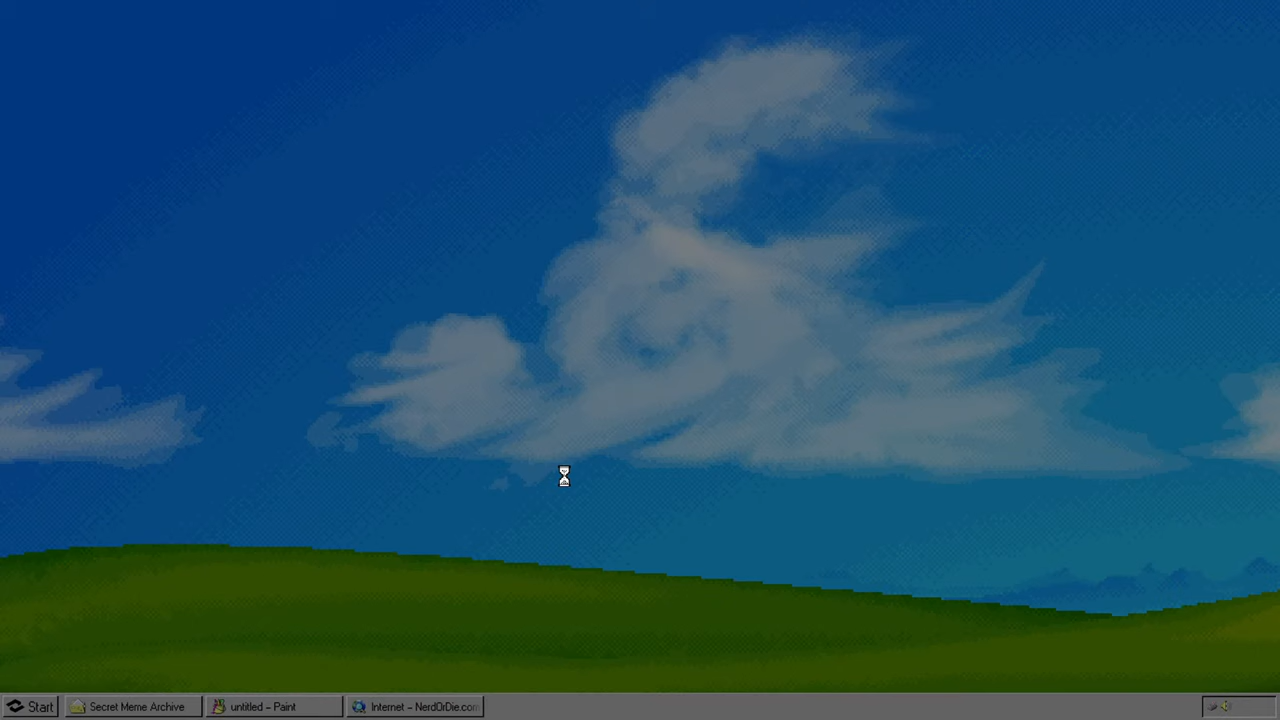 Start
Secret Meme Archive
untitled - Paint
Internet - NerdOrDie.com